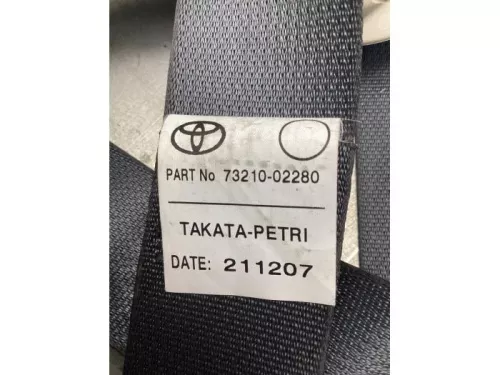 PART No 73210-02280
TAKATA-PETRI
DATE: 211207